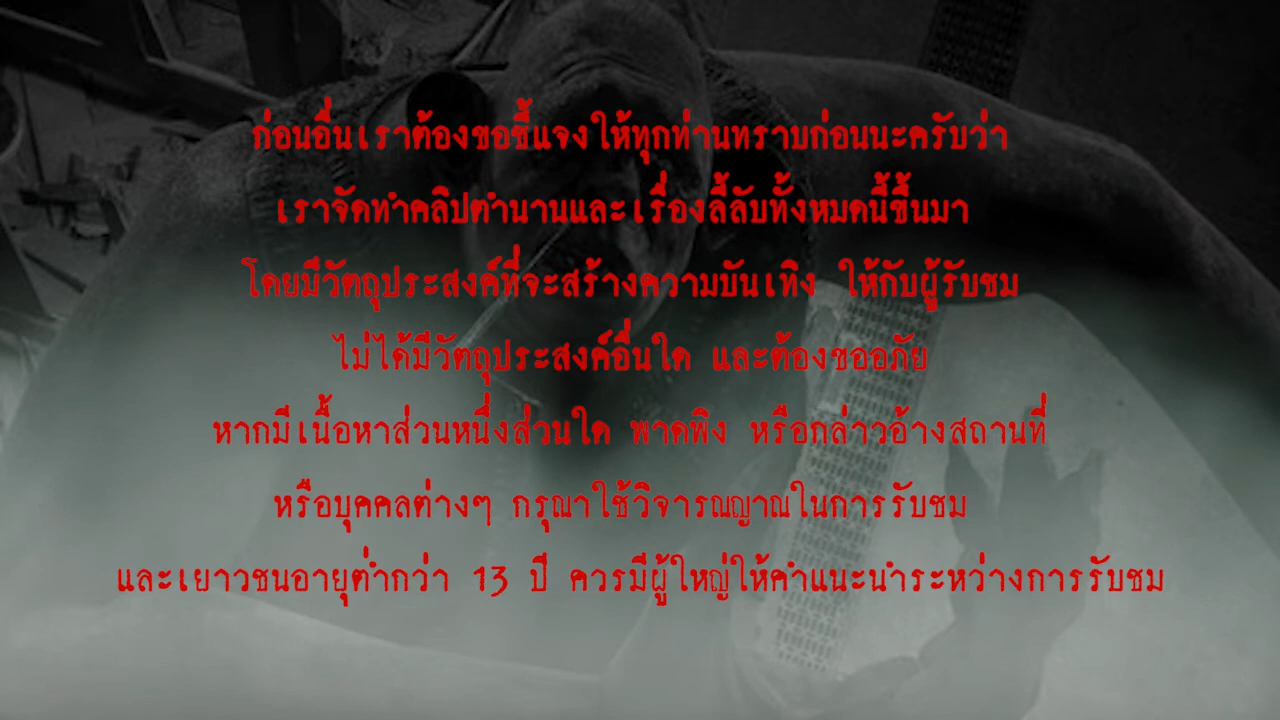 ก่อนอื่นเราต้องขอชี้แจงให้ทุกท่านทราบก่อนนะครับว่า
เราจัดทำคลิปตำนานและเรื่องลี้ลับทั้งหมดนี้ขึ้นมา
โดยมีวัตถุประสงค์ที่จะสร้างความบันเทิง ให้กับผู้รับชม
ไม่ได้มีวัตถุประสงค์อื่นใด และต้องขออภัย
หากมีเนื้อหาส่วนหนึ่งส่วนใด พาดพิง หรือกล่าวอ้างสถานที่
หรือบุคคลต่างๆ กรุณาใช้วิจารณญาณในการรับชม
และเยาวชนอายุต่ำกว่า 13 ปี ควรมีผู้ใหญ่ให้คำแนะนำระหว่างการรับชม